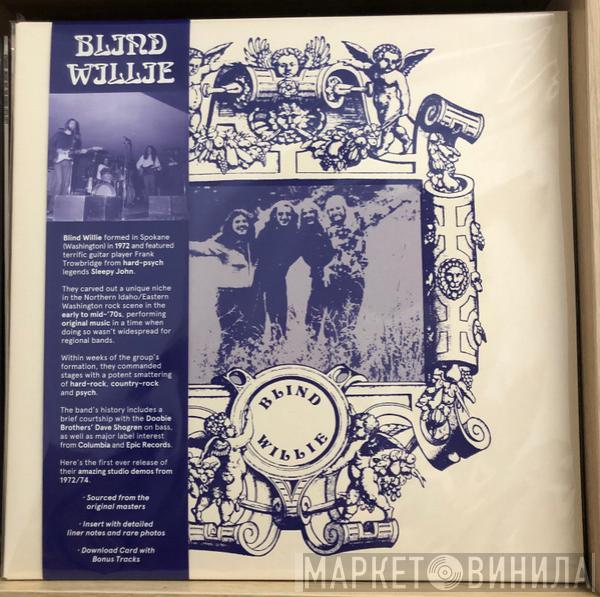 BLIND
WILLIE
Blind Willie formed in Spokane
(Washington) in 1972 and featured
terrific guitar player Frank
Trowbridge from hard-psych
legends Sleepy John.
They carved out a unique niche
in the Northern Idaho/Eastern
Washington rock scene in the
early to mid-'70s, performing
original music in a time when
doing so wasn't widespread for
regional bands.
Within weeks of the group's
formation, they commanded
stages with a potent smattering
of hard-rock, country-rock
and psych.
The band's history includes a
brief courtship with the Doobie
Brothers' Dave Shogren on bass,
as well as major label interest
from Columbia and Epic Records.
Here's the first ever release of
their amazing studio demos from
1972/74.
- Sourced from the
original masters
- Insert with detailed
liner notes and rare photos
- Download Card with
Bonus Tracks
BLIND
WILLIE
МАРКЕТ ВИНИЛА